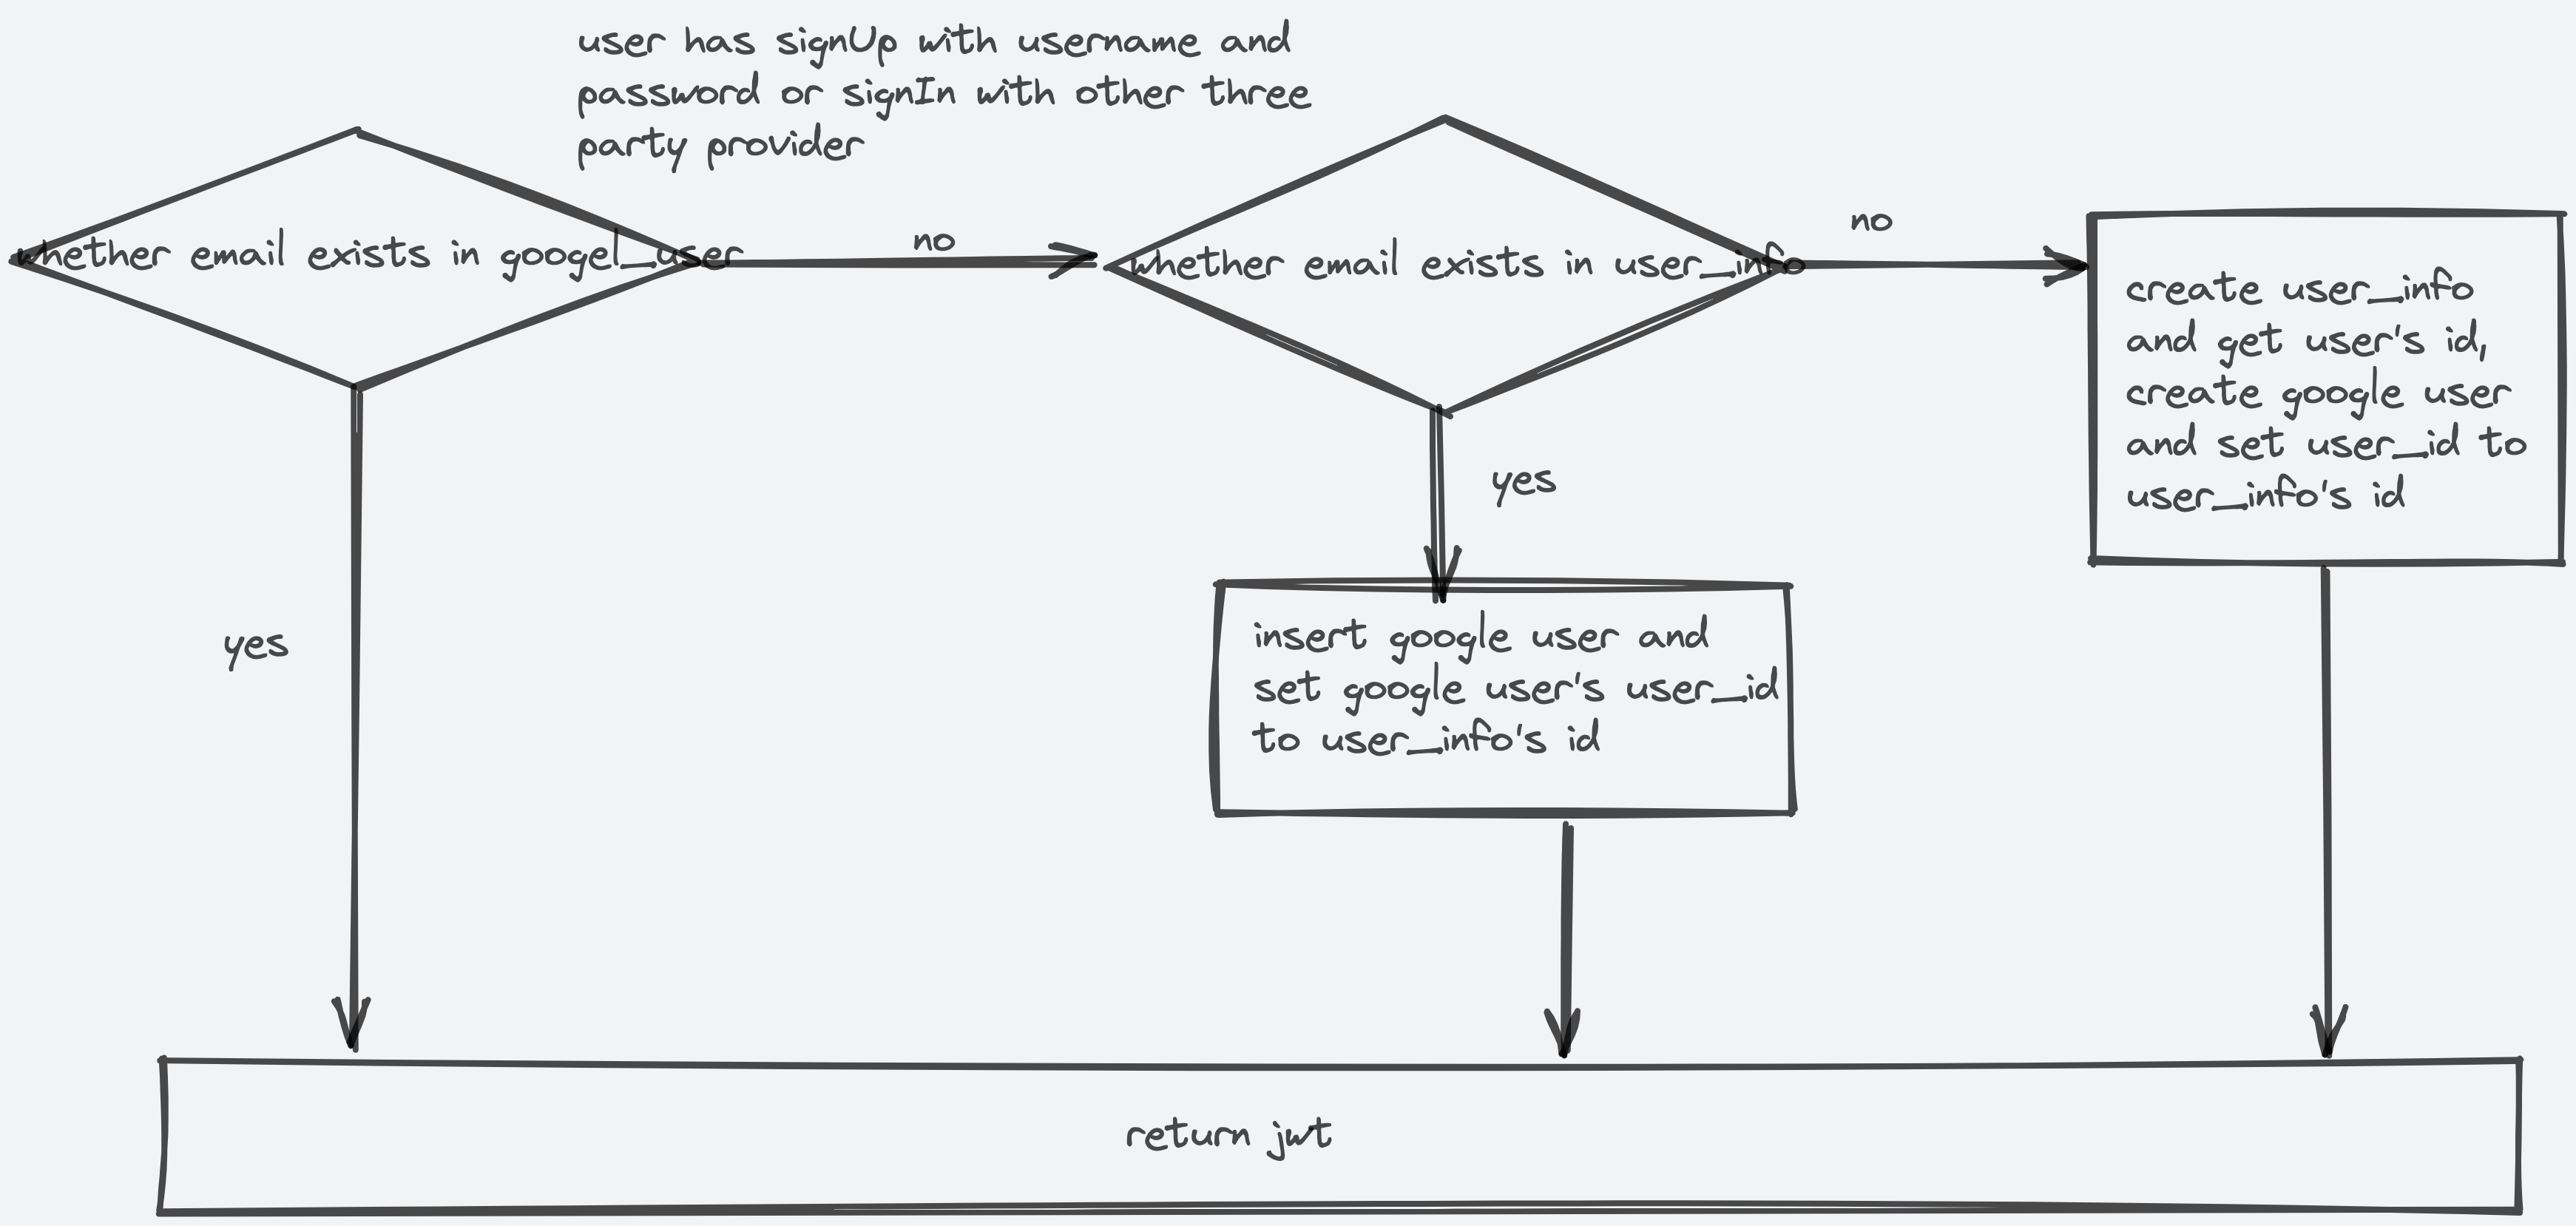 user has signUp with username and
password or signIn with other three
party provider
whether email exists in googel_user
no
whether email exists in user_info
no
create user_info
and get user's id,
create google user
and set user_id to
user_info's id
yes
yes
insert google user and
set google user's user_id
to user_info's id
return jwt